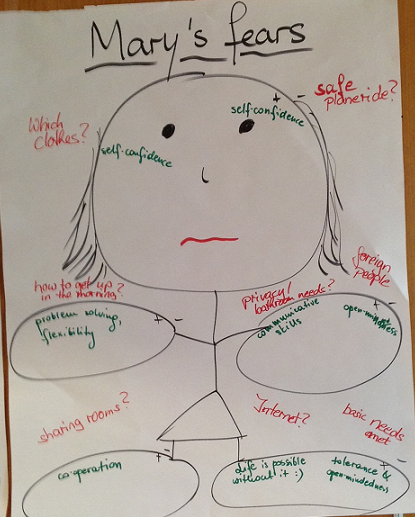 Mary's fears
safe
planeride?
+ -
self-confidence
Which
clothes?
self-confidence
foreign
people
how to get up
in the morning?
privacy!
bathroom needs?
+ -
problem solving,
flexibility
+ -
communicative
skills
open-mindedness
sharing rooms?
Internet?
basic needs
met
+ -
co-operation
Life is possible
without it :)
+ -
tolerance &
open-mindedness